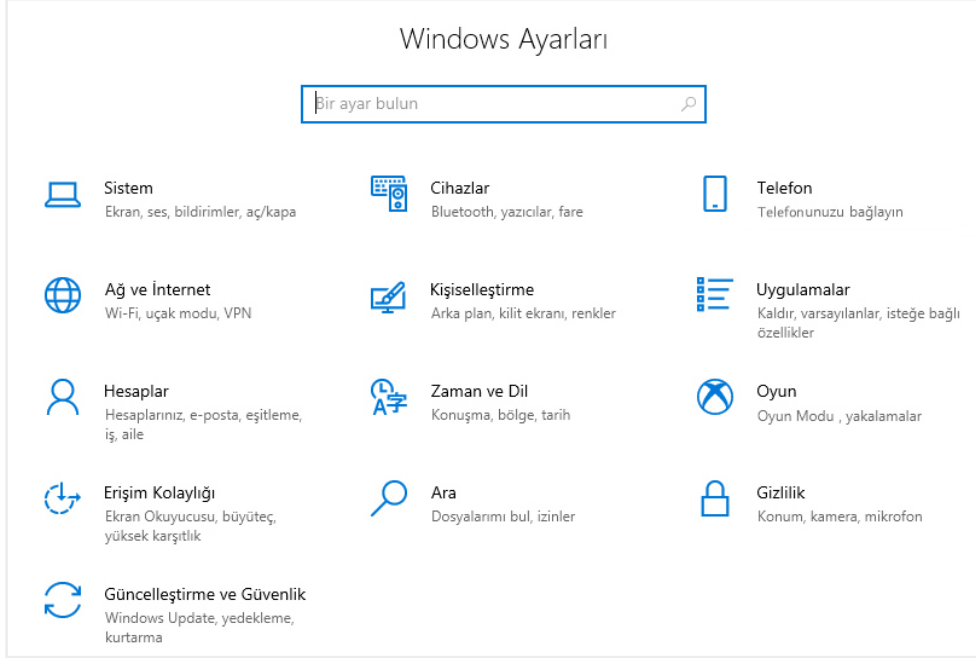 Windows Ayarları
Bir ayar bulun
Sistem
Ekran, ses, bildirimler, aç/kapa
Cihazlar
Bluetooth, yazıcılar, fare
Telefon
Telefonunuzu bağlayın
Ağ ve İnternet
Wi-Fi, uçak modu, VPN
Kişiselleştirme
Arka plan, kilit ekranı, renkler
Uygulamalar
Kaldır, varsayılanlar, isteğe bağlı
özellikler
Hesaplar
Hesaplarınız, e-posta, eşitleme,
iş, aile
Zaman ve Dil
Konuşma, bölge, tarih
Oyun
Oyun Modu , yakalamalar
Erişim Kolaylığı
Ekran Okuyucusu, büyüteç,
yüksek karşıtlık
Ara
Dosyalarımı bul, izinler
Gizlilik
Konum, kamera, mikrofon
Güncelleştirme ve Güvenlik
Windows Update, yedekleme,
kurtarma